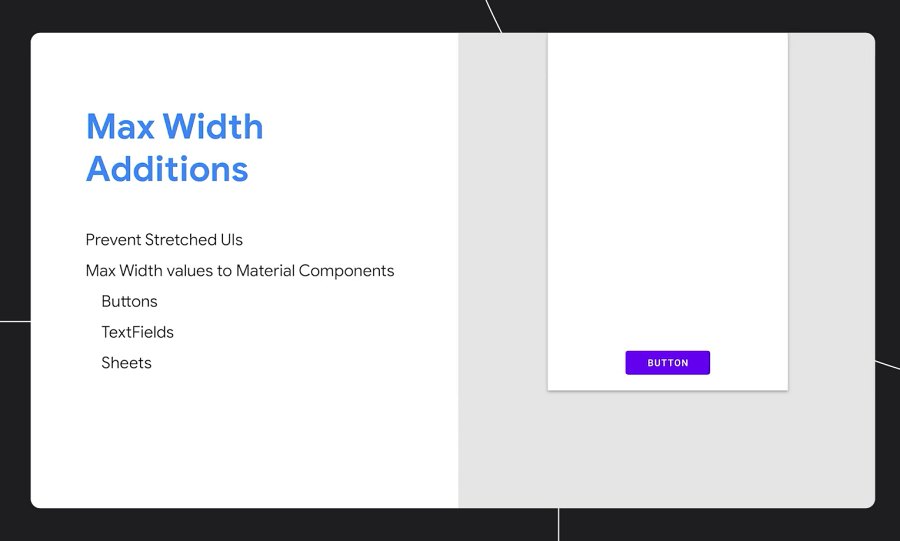 Max Width
Additions
Prevent Stretched UIs
Max Width values to Material Components
Buttons
TextFields
Sheets
BUTTON